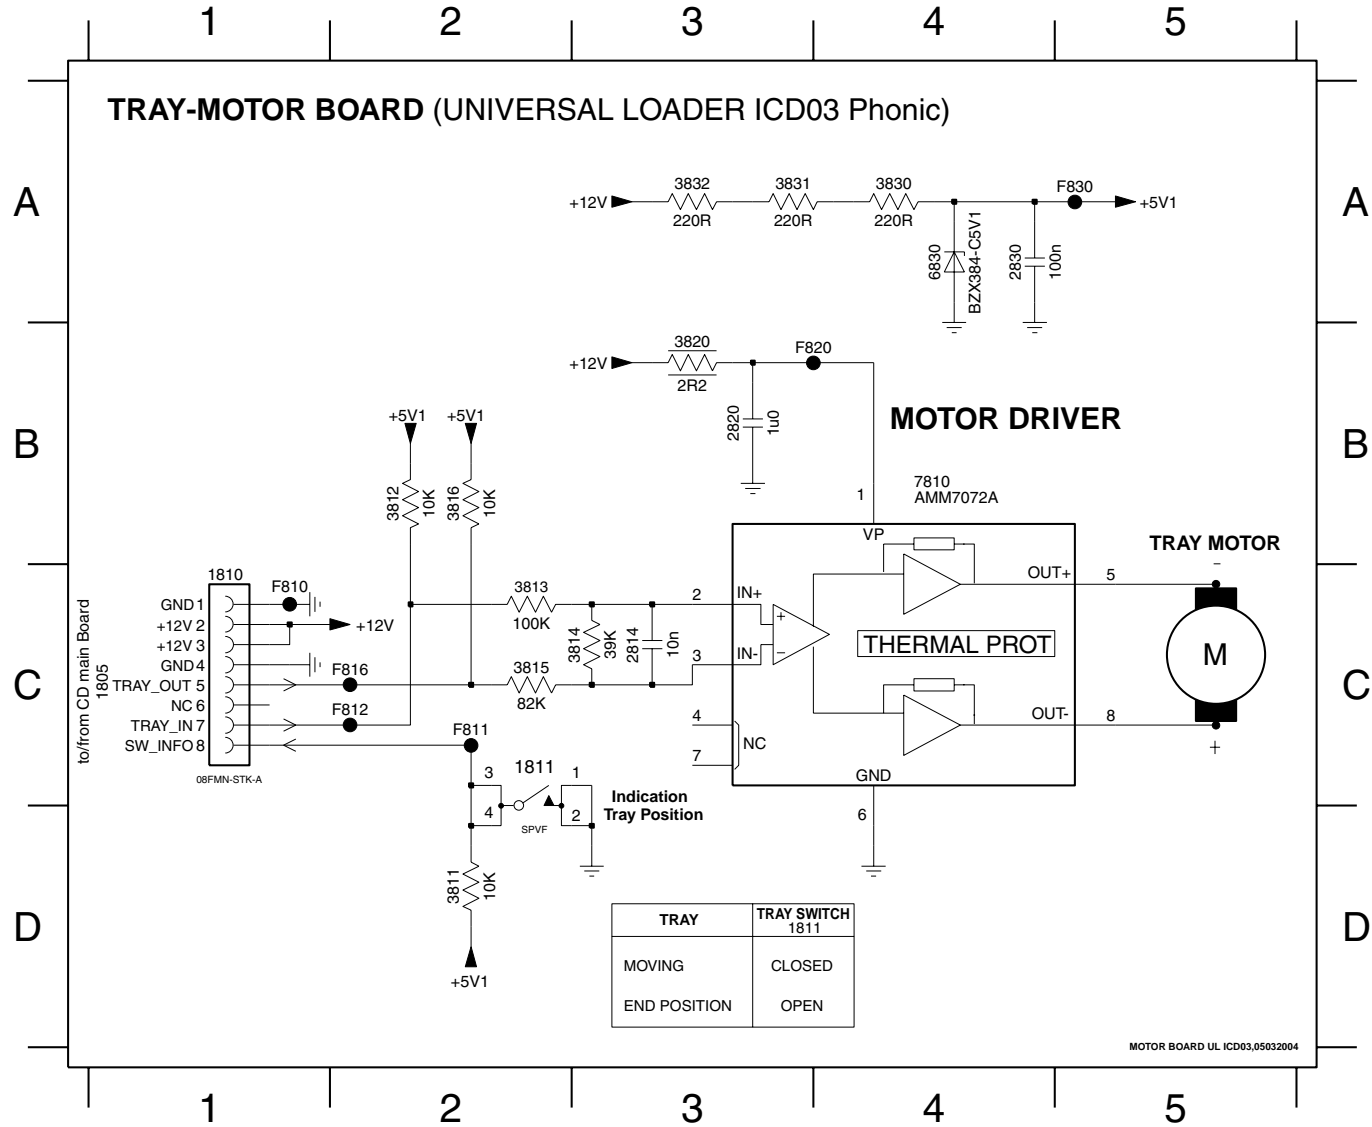 1 2 3 4 5
TRAY-MOTOR BOARD (UNIVERSAL LOADER ICD03 Phonic)
A A
3832 3831 3830 F830
+12V +5V1
220R 220R 220R
6830
BZX384-C5V1
2830
100n
3820 F820
+12V
2R2
2820
1u0
MOTOR DRIVER
B B
+5V1 +5V1
3812
10K
3816
10K
7810
AMM7072A
1
VP
TRAY MOTOR
-
1810
F810
GND 1
+12V 2 +12V
+12V 3
GND 4
TRAY_OUT 5
NC 6
TRAY_IN 7
SW_INFO 8
08FMN-STK-A
to/from CD main Board
1805
F816
F812
F811
3813
100K
3814
39K
2814
10n
3815
82K
2 IN+
3 IN-
4
7
NC
+
−
THERMAL PROT
OUT+ 5
OUT- 8
M
+
C C
GND
6
3 1811 1
4 2
SPVF
Indication
Tray Position
3811
10K
+5V1
D D
TRAY TRAY SWITCH
1811
MOVING CLOSED
END POSITION OPEN
MOTOR BOARD UL ICD03,05032004
1 2 3 4 5